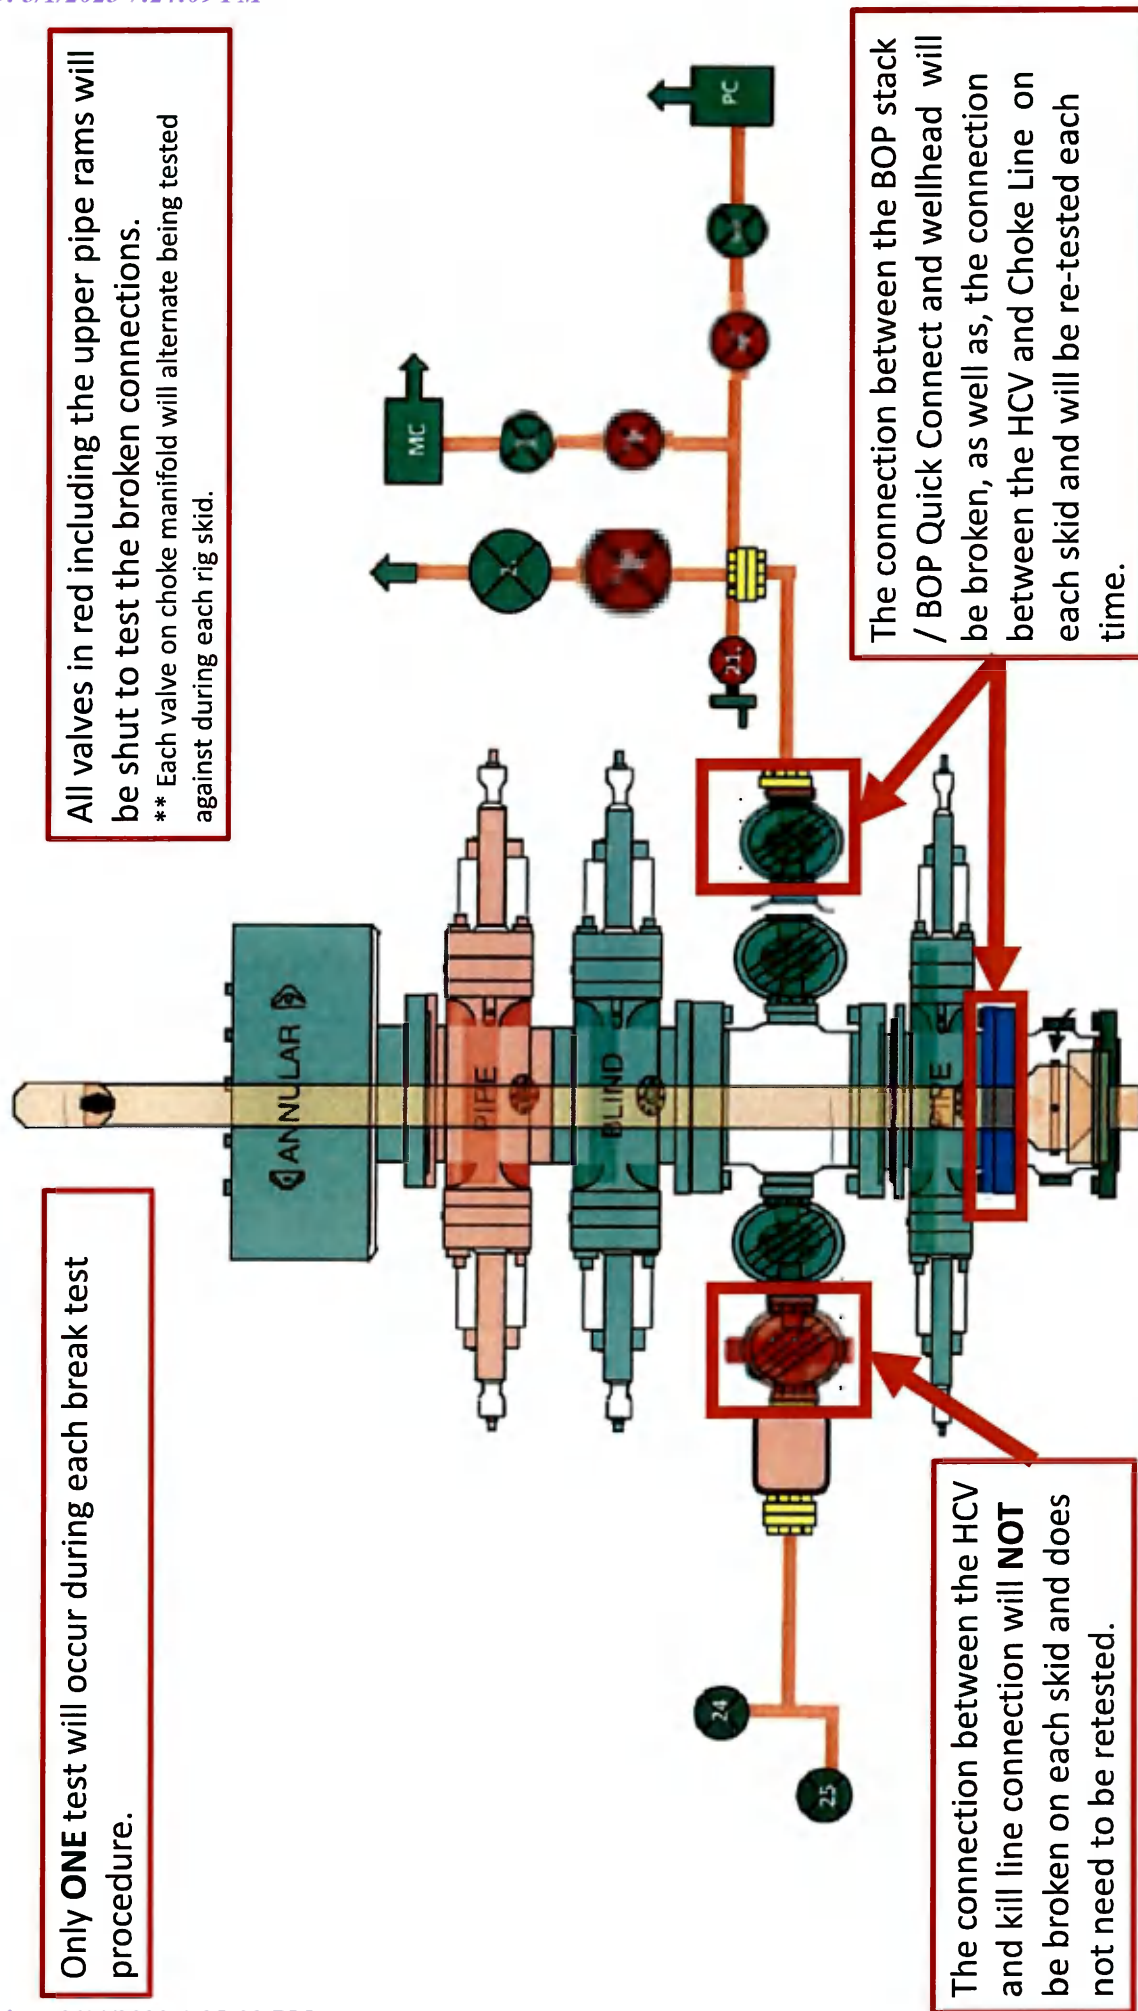 Only ONE test will occur during each break test
procedure.
All valves in red including the upper pipe rams will
be shut to test the broken connections.
** Each valve on choke manifold will alternate being tested
against during each rig skid.
ANNULAR
PIPE
BLIND
PIPE
MC
PC
21.
24
25
The connection between the HCV
and kill line connection will NOT
be broken on each skid and does
not need to be retested.
The connection between the BOP stack
/ BOP Quick Connect and wellhead will
be broken, as well as, the connection
between the HCV and Choke Line on
each skid and will be re-tested each
time.